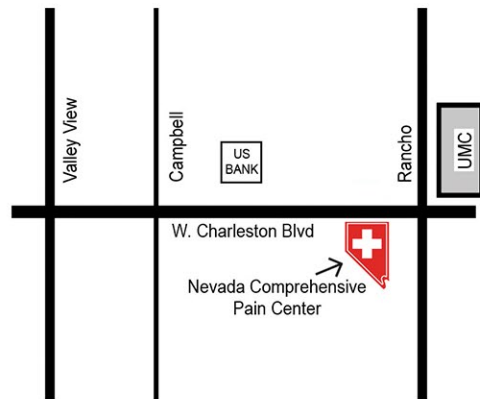 Valley View
Campbell
US
BANK
Rancho
UMC
W. Charleston Blvd
Nevada Comprehensive
Pain Center